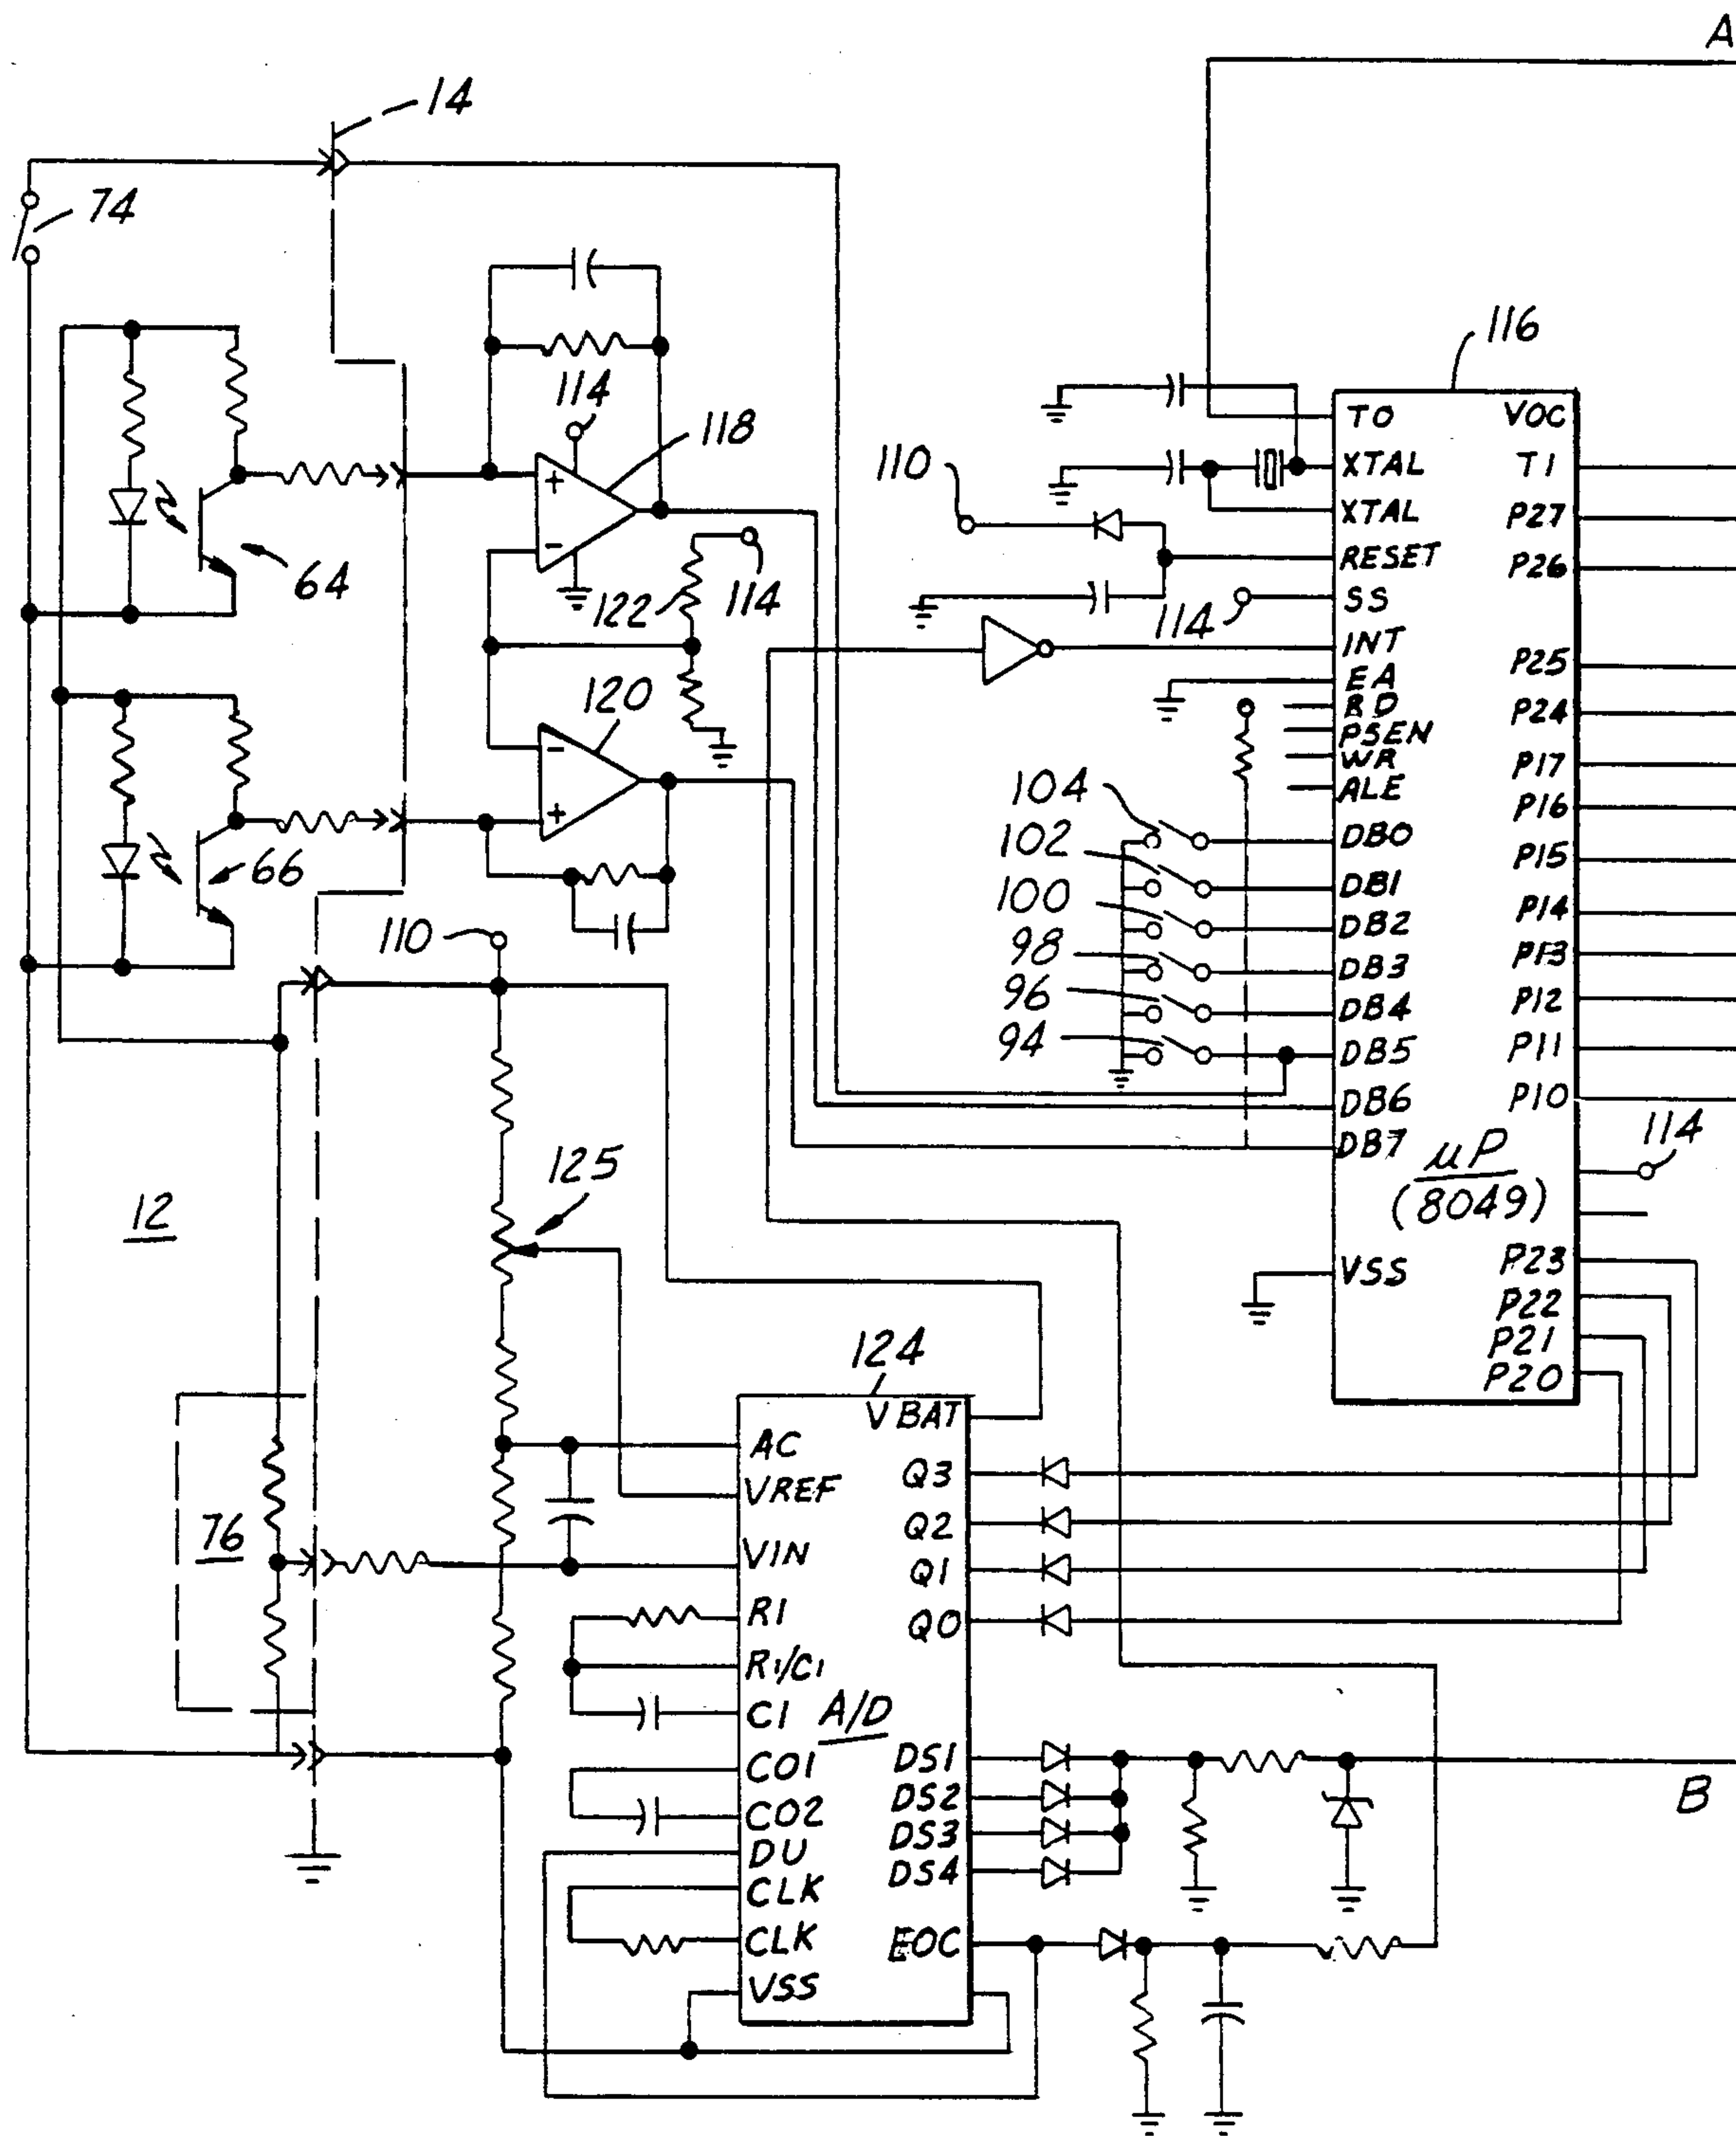 A
14
74
116
114
118
TO VOC
110
XTAL T1
XTAL P27
RESET P26
64
122
114
114
SS
INT P25
EA
RD P24
PSEN
120
WR P17
104
ALE P16
102
DB0 P15
66
100
DB1 P14
110
98
DB2 P13
96
DB3 P12
94
DB4 P11
DB5
DB6 P10
DB7
114
125
µP
(8049)
12
VSS P23
P22
P21
P20
124
V BAT
AC
Q3
VREF
Q2
76
VIN
Q1
R1
Q0
R1/C1
C1 A/D
CO1 DS1
CO2 DS2
DU DS3
CLK DS4
B
CLK EOC
VSS